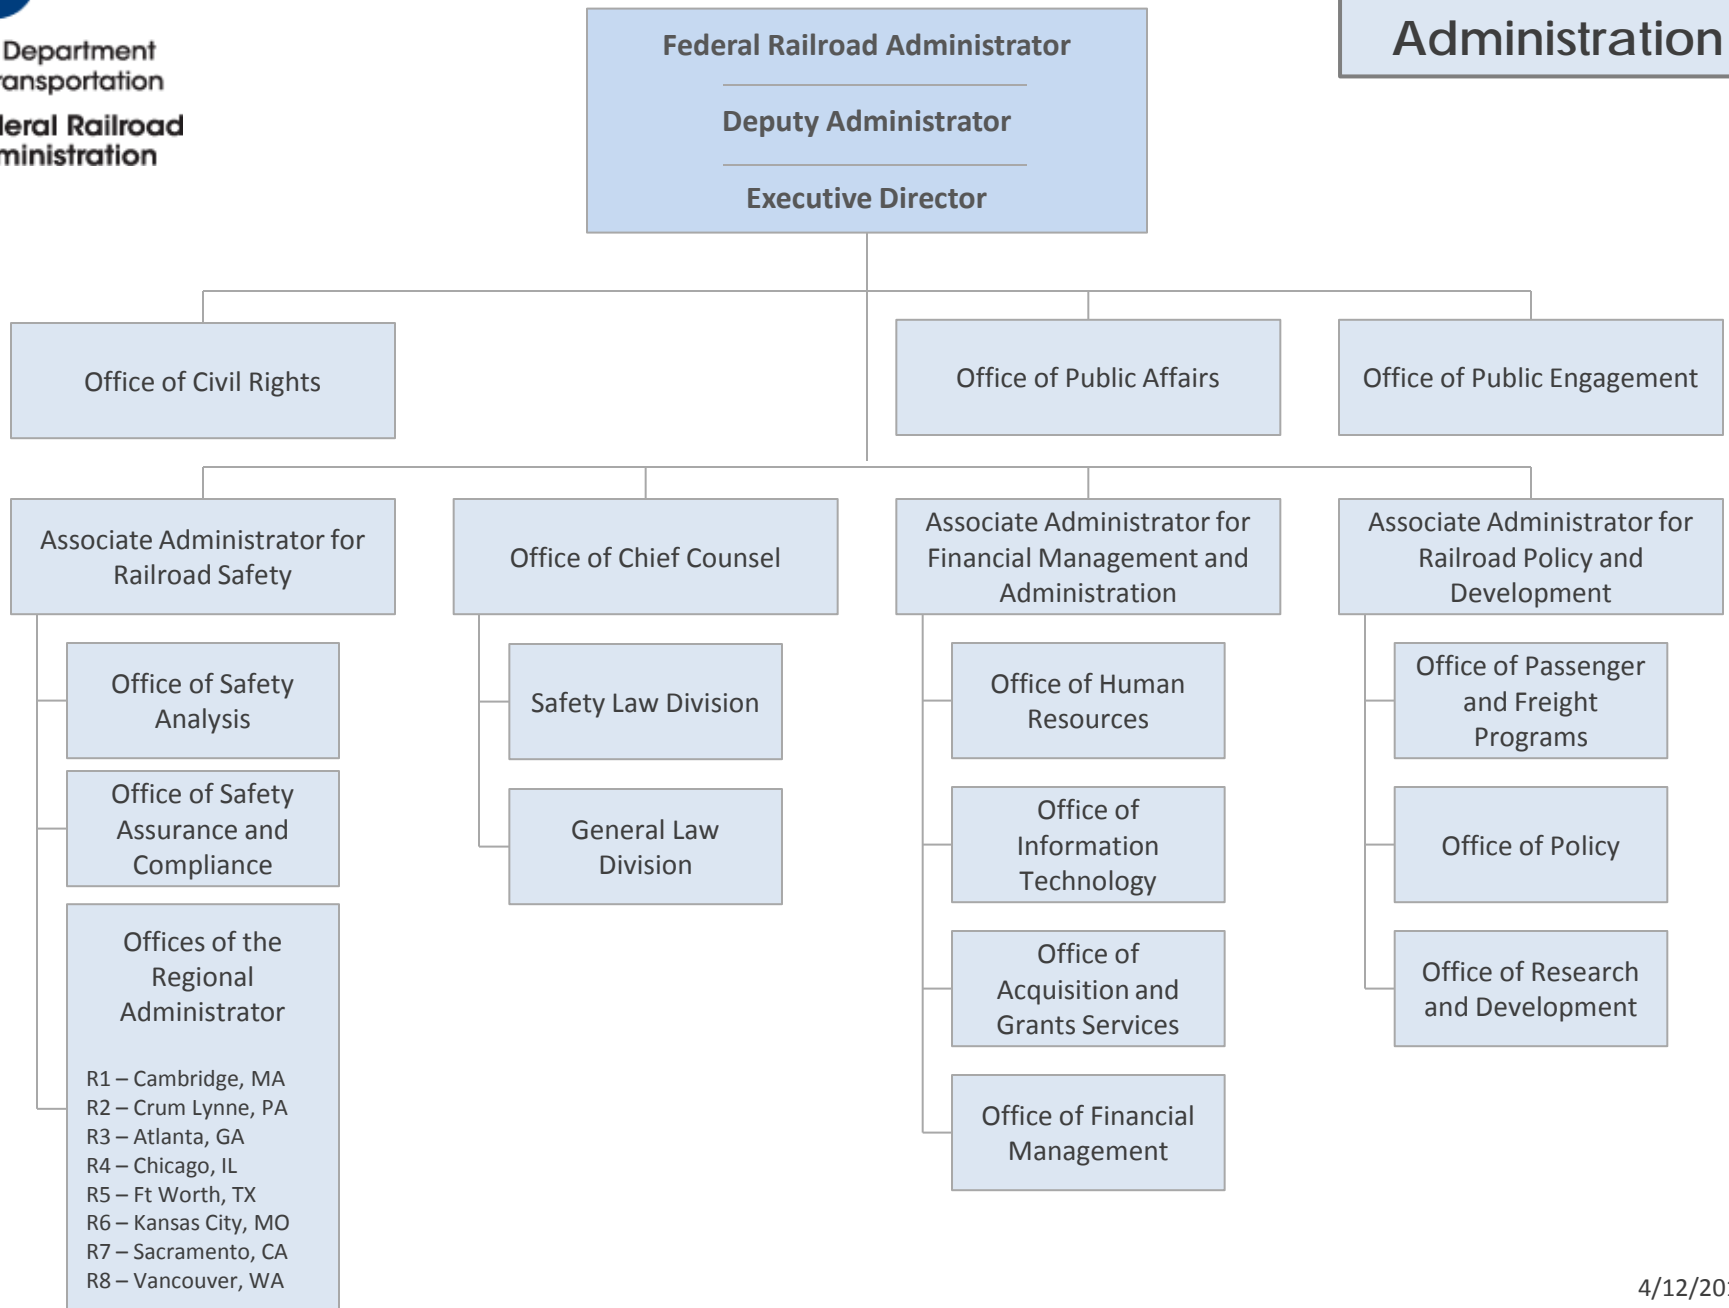 Department
Railroad
Federal Railroad Administrator
Deputy Administrator
Executive Director
Administration
Office of Civil Rights
Office of Public Affairs
Office of Public Engagement
Associate Administrator for
Railroad Safety
Office of Safety
Analysis
Office of Safety
Assurance and
Compliance
Offices of the
Regional
Administrator
R1 – Cambridge, MA
R2 – Crum Lynne, PA
R3 – Atlanta, GA
R4 – Chicago, IL
R5 – Ft Worth, TX
R6 – Kansas City, MO
R7 – Sacramento, CA
R8 – Vancouver, WA
Office of Chief Counsel
Safety Law Division
General Law
Division
Associate Administrator for
Financial Management and
Administration
Office of Human
Resources
Office of
Information
Technology
Office of
Acquisition and
Grants Services
Office of Financial
Management
Associate Administrator for
Railroad Policy and
Development
Office of Passenger
and Freight
Programs
Office of Policy
Office of Research
and Development